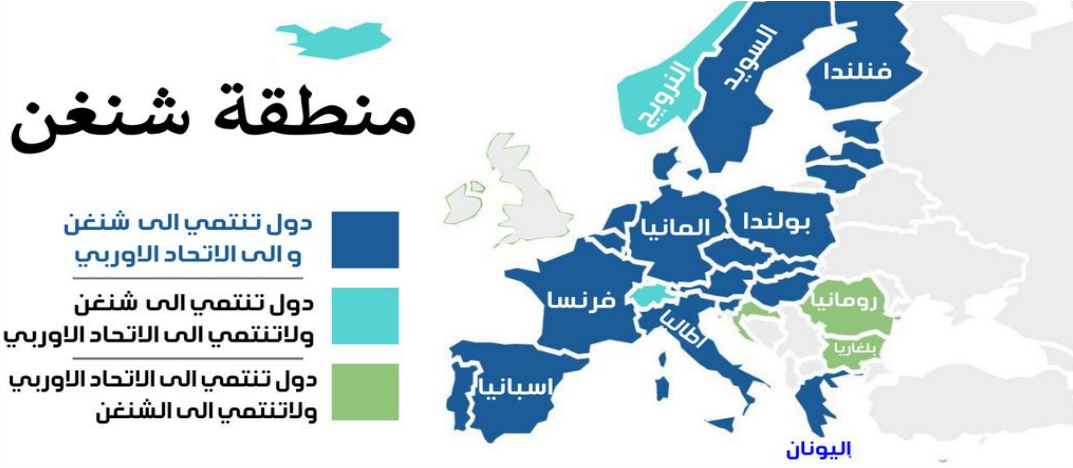 منطقة شنغن
دول تنتمي الى شنغن
و الى الاتحاد الاوربي
دول تنتمي الى شنغن
ولاتنتمي الى الاتحاد الاوربي
دول تنتمي الى الاتحاد الاوربي
ولاتنتمي الى الشنغن
النرويج
السويد
فنلندا
المانيا
بولندا
فرنسا
اطاليا
رومانيا
بلغاريا
اسبانيا
اليونان